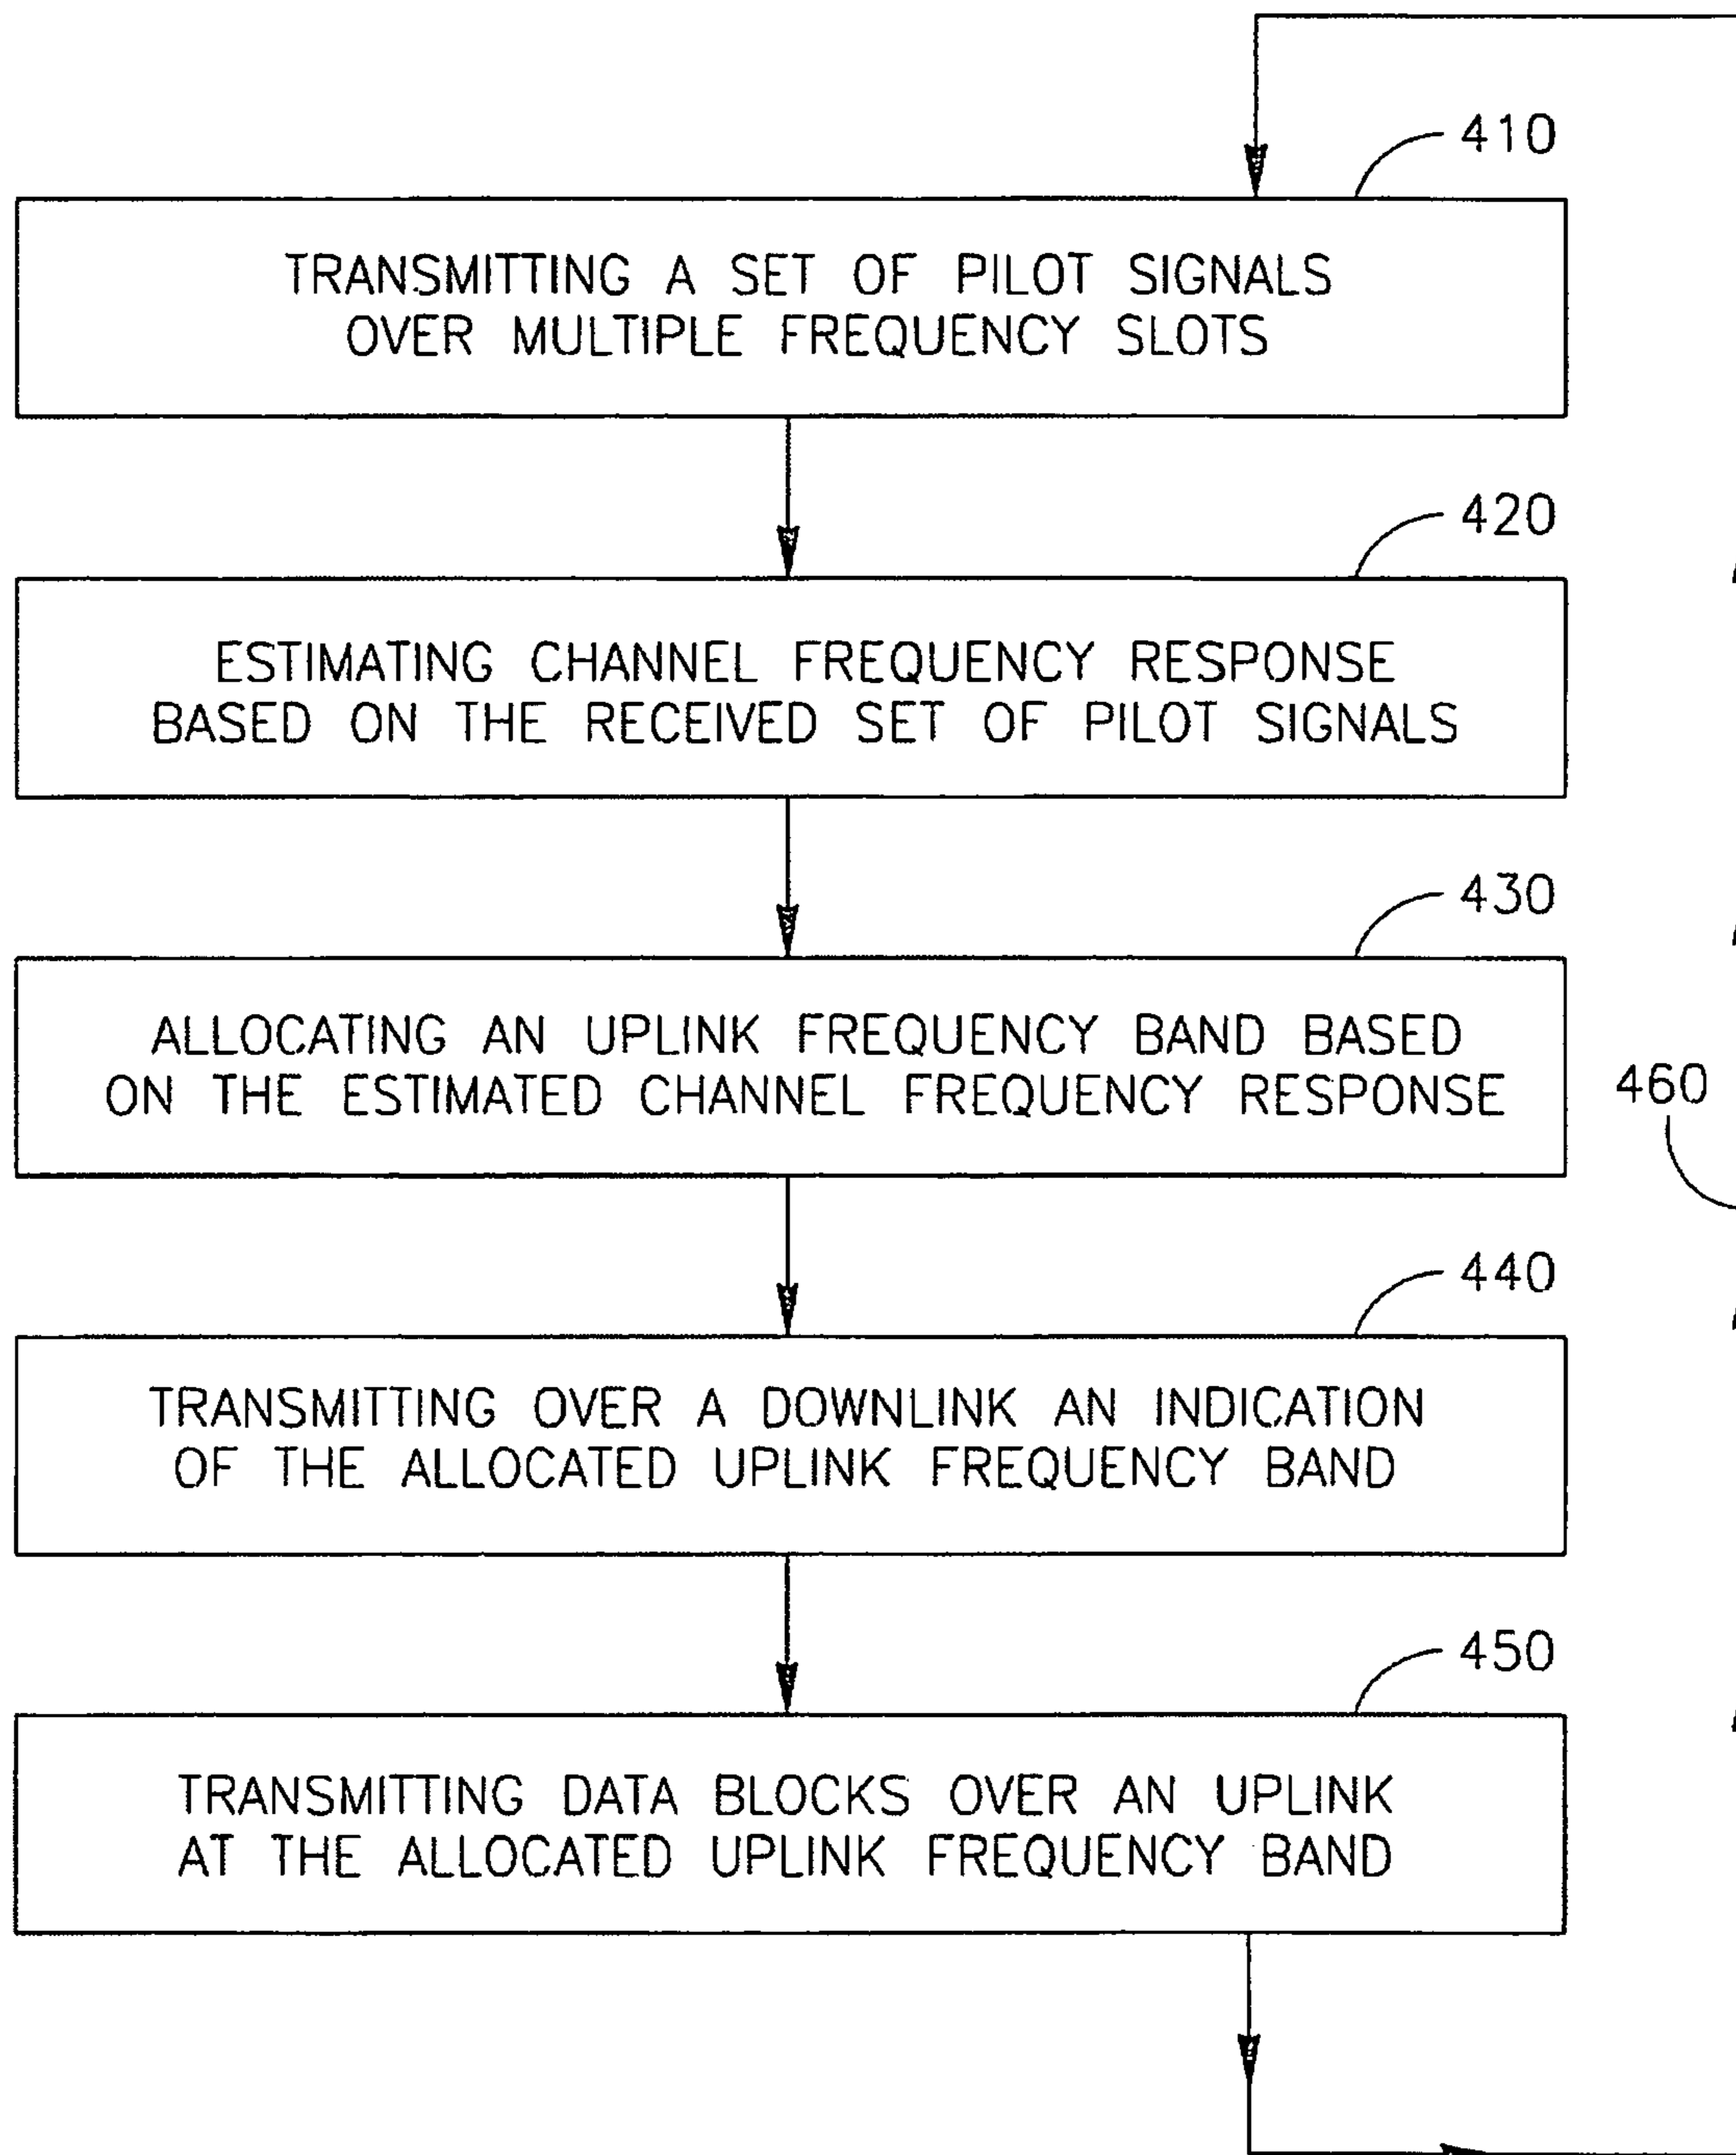 410
TRANSMITTING A SET OF PILOT SIGNALS
OVER MULTIPLE FREQUENCY SLOTS
420
ESTIMATING CHANNEL FREQUENCY RESPONSE
BASED ON THE RECEIVED SET OF PILOT SIGNALS
430
ALLOCATING AN UPLINK FREQUENCY BAND BASED
ON THE ESTIMATED CHANNEL FREQUENCY RESPONSE
460
440
TRANSMITTING OVER A DOWNLINK AN INDICATION
OF THE ALLOCATED UPLINK FREQUENCY BAND
450
TRANSMITTING DATA BLOCKS OVER AN UPLINK
AT THE ALLOCATED UPLINK FREQUENCY BAND